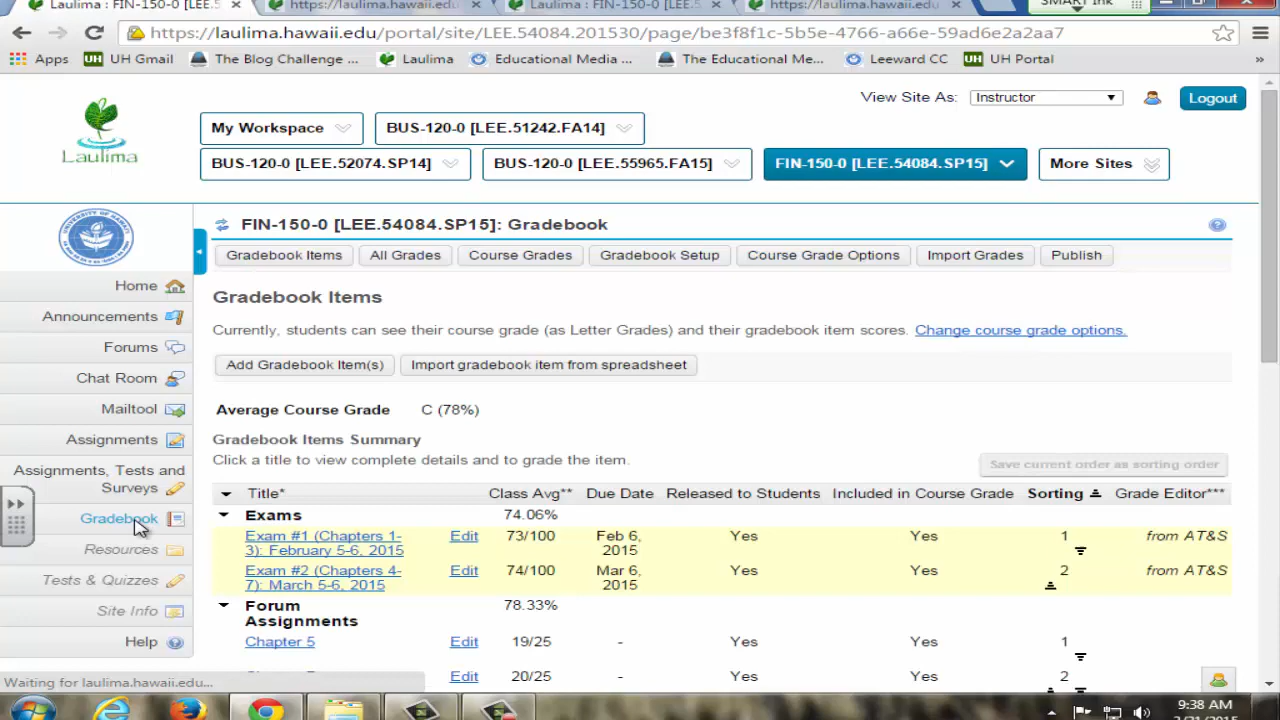 Laulima : FIN-150-0 [LEE.5 × https://laulima.hawaii.edu × Laulima : FIN-150-0 [LEE.5 × https://laulima.hawaii.edu × SMART Ink
https://laulima.hawaii.edu/portal/site/LEE.54084.201530/page/be3f8f1c-5b5e-4766-a66e-59ad6e2a2aa7
Apps UH UH Gmail The Blog Challenge ... Laulima Educational Media ... The Educational Me... Leeward CC UH UH Portal »
View Site As: Instructor Logout
Laulima
My Workspace BUS-120-0 [LEE.51242.FA14]
BUS-120-0 [LEE.52074.SP14] BUS-120-0 [LEE.55965.FA15] FIN-150-0 [LEE.54084.SP15] More Sites
FIN-150-0 [LEE.54084.SP15]: Gradebook
Gradebook Items All Grades Course Grades Gradebook Setup Course Grade Options Import Grades Publish
Home
Announcements
Forums
Chat Room
Mailtool
Assignments
Assignments, Tests and
Surveys
Gradebook
Resources
Tests & Quizzes
Site Info
Help
Gradebook Items
Currently, students can see their course grade (as Letter Grades) and their gradebook item scores. Change course grade options.
Add Gradebook Item(s) Import gradebook item from spreadsheet
Average Course Grade C (78%)
Gradebook Items Summary
Click a title to view complete details and to grade the item.
Save current order as sorting order
Title* Class Avg** Due Date Released to Students Included in Course Grade Sorting Grade Editor***
Exams 74.06%
Exam #1 (Chapters 1- Edit 73/100 Feb 6, Yes Yes 1 from AT&S
3): February 5-6, 2015 2015
Exam #2 (Chapters 4- Edit 74/100 Mar 6, Yes Yes 2 from AT&S
7): March 5-6, 2015 2015
Forum 78.33%
Assignments
Chapter 5 Edit 19/25 - Yes Yes 1
Edit 20/25 - Yes Yes 2
Waiting for laulima.hawaii.edu...
9:38 AM